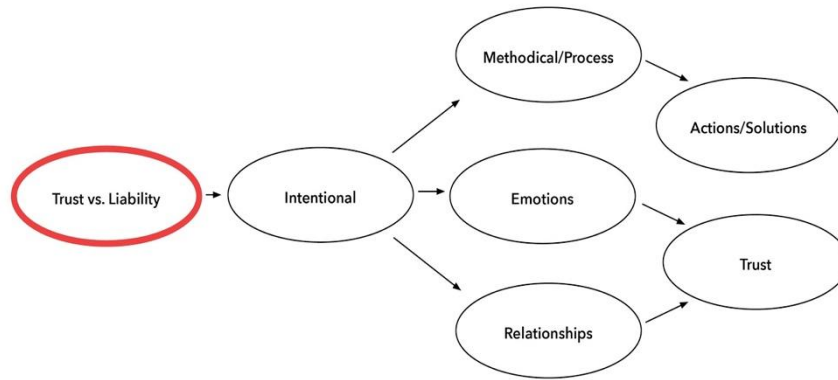 Methodical/Process
Actions/Solutions
Trust vs. Liability
Intentional
Emotions
Trust
Relationships